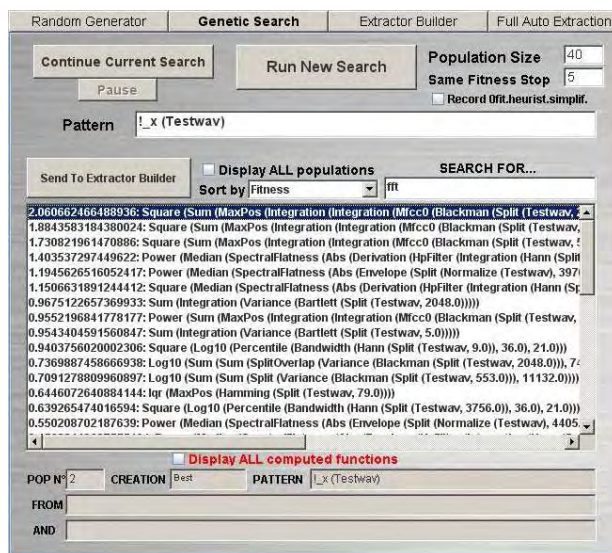 Random Generator Genetic Search Extractor Builder Full Auto Extraction
Continue Current Search Run New Search Population Size 40
Pause Same Fitness Stop 5
Record 0fit.heurist.simplif.
Pattern !_x (Testwav)
Send To Extractor Builder Display ALL populations SEARCH FOR...
Sort by Fitness fft
2.060662466488936: Square (Sum (MaxPos (Integration (Integration (Mfcc0 (Blackman (Split (Testwav, 2
1.8843583184380024: Square (Sum (MaxPos (Integration (Integration (Mfcc0 (Blackman (Split (Testwav,
1.730821961470886: Square (Sum (MaxPos (Integration (Integration (Mfcc0 (Blackman (Split (Testwav, 5
1.403537297449622: Power (Median (SpectralFlatness (Abs (Derivation (HpFilter (Integration (Hann (Split
1.1945626516052417: Power (Median (SpectralFlatness (Abs (Envelope (Split (Normalize (Testwav), 397
1.1506631891244412: Square (Median (SpectralFlatness (Abs (Derivation (HpFilter (Integration (Hann (Sp
0.9675122657369933: Sum (Integration (Variance (Bartlett (Split (Testwav, 2048.0)))))
0.9552196841778177: Power (Sum (MaxPos (Integration (Integration (Mfcc0 (Blackman (Split (Testwav,
0.9543404591560847: Sum (Integration (Variance (Bartlett (Split (Testwav, 5.0)))))
0.9403756020002306: Square (Log10 (Percentile (Bandwidth (Hann (Split (Testwav, 9.0)), 36.0), 21.0)))
0.7369887458666938: Log10 (Sum (Sum (SplitOverlap (Variance (Blackman (Split (Testwav, 2048.0))), 74
0.7091278809960897: Log10 (Sum (Sum (Split (Variance (Blackman (Split (Testwav, 553.0))), 11132.0))))
0.6446072640884144: Iqr (MaxPos (Hamming (Split (Testwav, 79.0))))
0.639265474016594: Square (Log10 (Percentile (Bandwidth (Hann (Split (Testwav, 3756.0)), 36.0), 21.0)))
0.550208702187639: Power (Median (SpectralFlatness (Abs (Envelope (Split (Normalize (Testwav), 4405.
Display ALL computed functions
POP N° 2 CREATION Best PATTERN !_x (Testwav)
FROM
AND